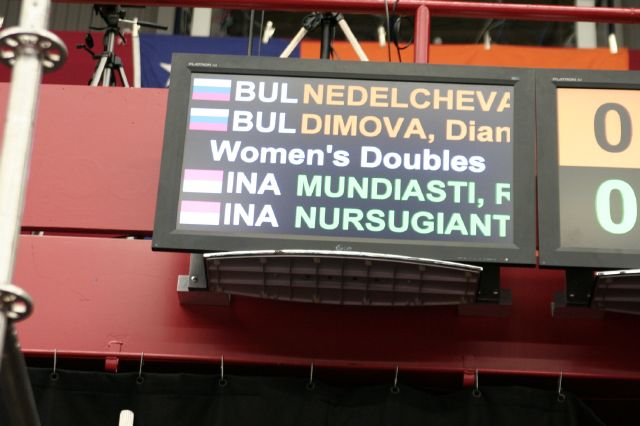 BUL NEDELCHEVA
BUL DIMOVA, Dian
Women's Doubles
INA MUNDIASTI, R
INA NURSUGIANT
0
0